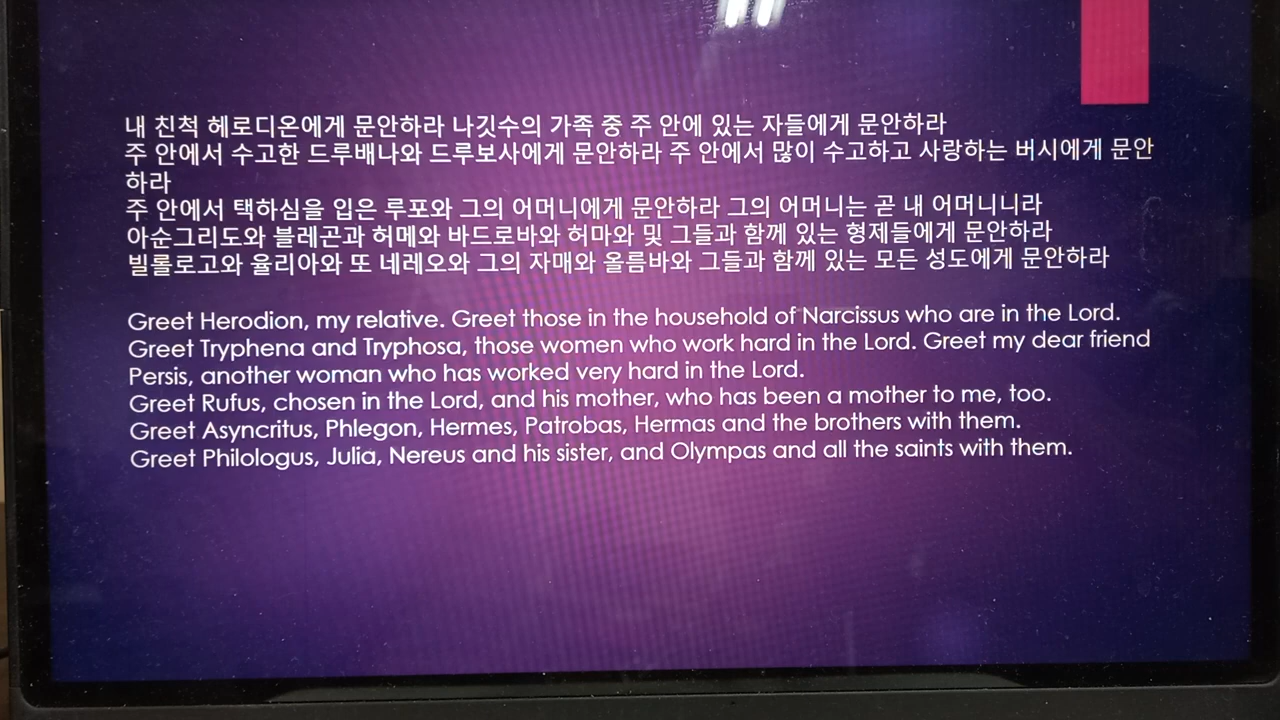 내 친척 헤로디온에게 문안하라 나깃수의 가족 중 주 안에 있는 자들에게 문안하라
주 안에서 수고한 드루배나와 드루보사에게 문안하라 주 안에서 많이 수고하고 사랑하는 버시에게 문안
하라
주 안에서 택하심을 입은 루포와 그의 어머니에게 문안하라 그의 어머니는 곧 내 어머니니라
아순그리도와 블레곤과 허메와 바드로바와 허마와 및 그들과 함께 있는 형제들에게 문안하라
빌롤로고와 율리아와 또 네레오와 그의 자매와 올름바와 그들과 함께 있는 모든 성도에게 문안하라
Greet Herodion, my relative. Greet those in the household of Narcissus who are in the Lord.
Greet Tryphena and Tryphosa, those women who work hard in the Lord. Greet my dear friend
Persis, another woman who has worked very hard in the Lord.
Greet Rufus, chosen in the Lord, and his mother, who has been a mother to me, too.
Greet Asyncritus, Phlegon, Hermes, Patrobas, Hermas and the brothers with them.
Greet Philologus, Julia, Nereus and his sister, and Olympas and all the saints with them.